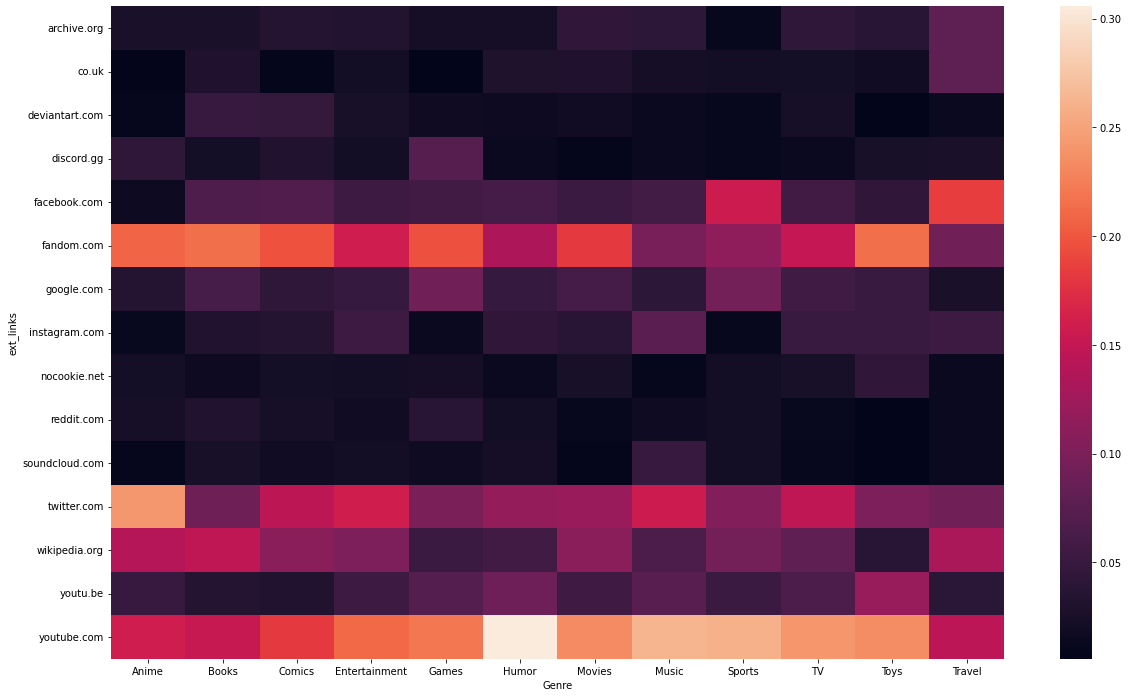 ext_links
archive.org
co.uk
deviantart.com
discord.gg
facebook.com
fandom.com
google.com
instagram.com
nocookie.net
reddit.com
soundcloud.com
twitter.com
wikipedia.org
youtu.be
youtube.com
Anime Books Comics Entertainment Games Humor Movies Music Sports TV Toys Travel
Genre
0.30
0.25
0.20
0.15
0.10
0.05